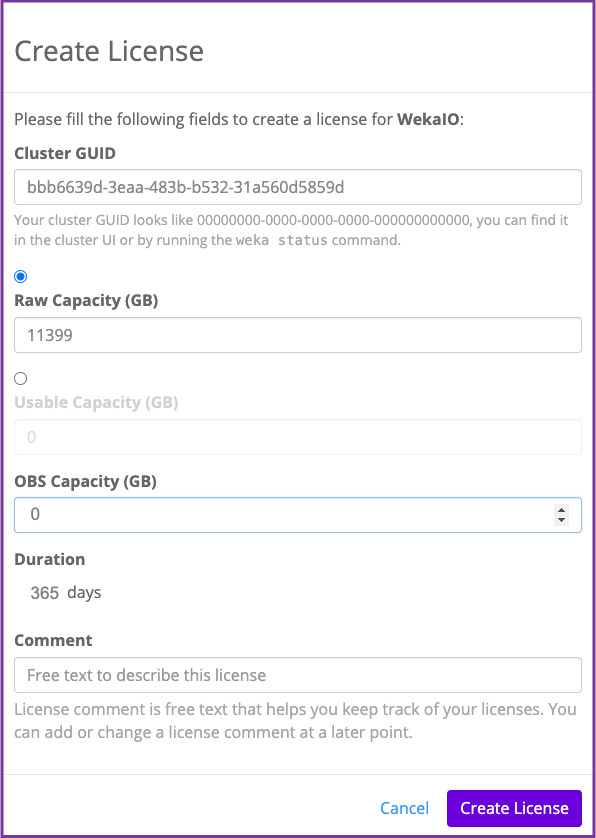 Create License
Please fill the following fields to create a license for WekaIO:
Cluster GUID
bbb6639d-3eaa-483b-b532-31a560d5859d
Your cluster GUID looks like 00000000-0000-0000-0000-000000000000, you can find it
in the cluster UI or by running the weka status command.
Raw Capacity (GB)
11399
Usable Capacity (GB)
0
OBS Capacity (GB)
0
Duration
365 days
Comment
Free text to describe this license
License comment is free text that helps you keep track of your licenses. You
can add or change a license comment at a later point.
Cancel Create License